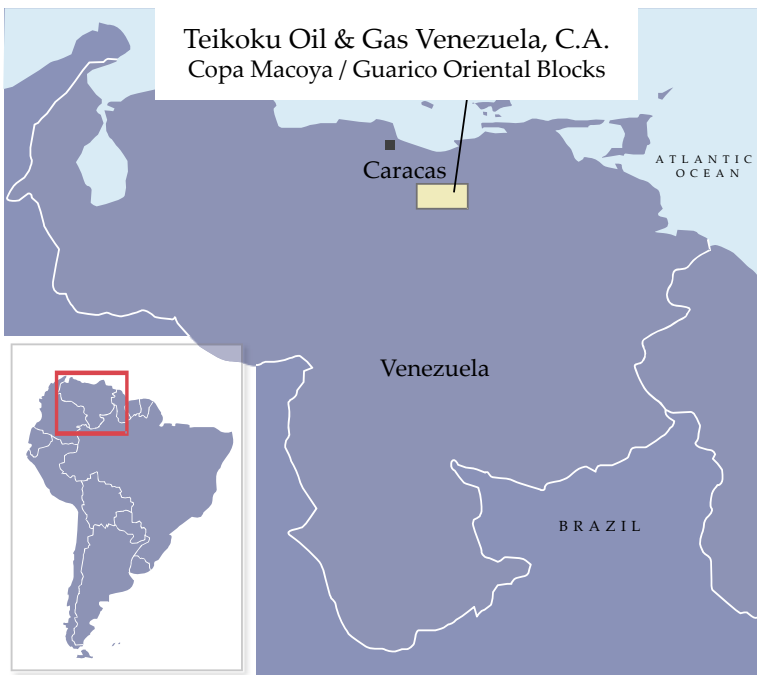 Teikoku Oil & Gas Venezuela, C.A.
Copa Macoya / Guarico Oriental Blocks
Caracas
ATLANTIC
OCEAN
Venezuela
BRAZIL